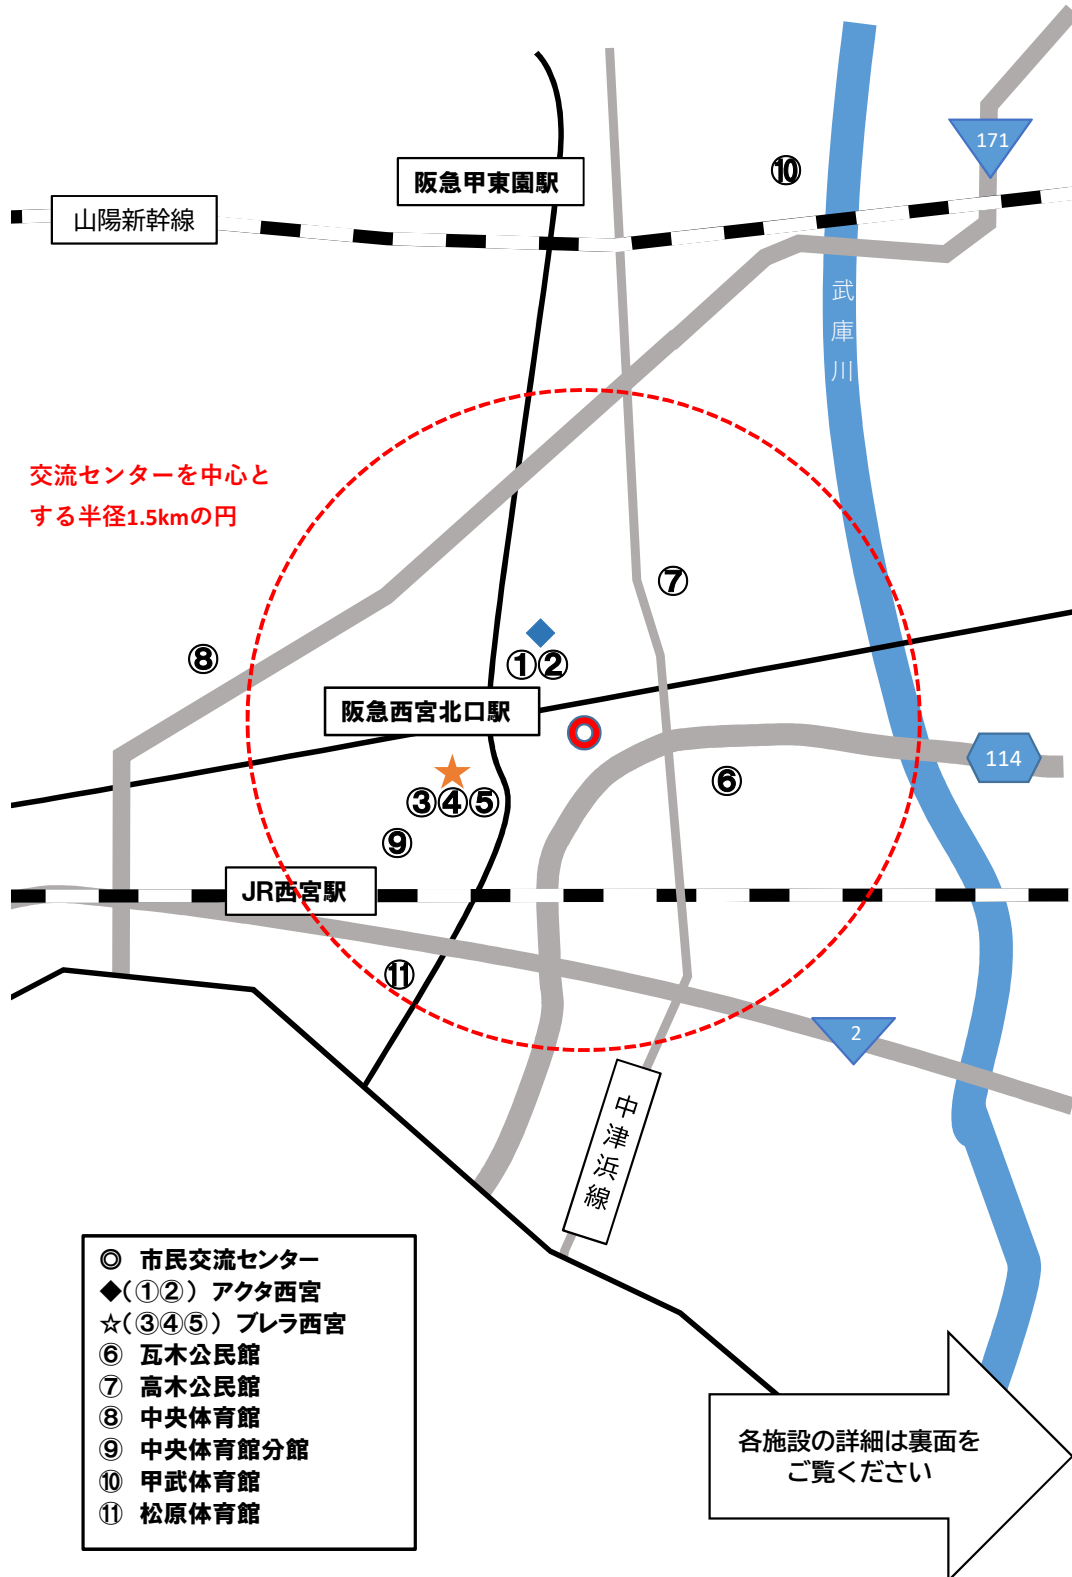 171
阪急甲東園駅
⑩
山陽新幹線
武庫川
交流センターを中心と
する半径1.5kmの円
⑦
⑧
①②
阪急西宮北口駅
114
⑥
③④⑤
⑨
JR西宮駅
⑪
2
中津浜線
◎ 市民交流センター
◆(①②) アクタ西宮
☆(③④⑤) プレラ西宮
⑥ 瓦木公民館
⑦ 高木公民館
⑧ 中央体育館
⑨ 中央体育館分館
⑩ 甲武体育館
⑪ 松原体育館
各施設の詳細は裏面を
ご覧ください